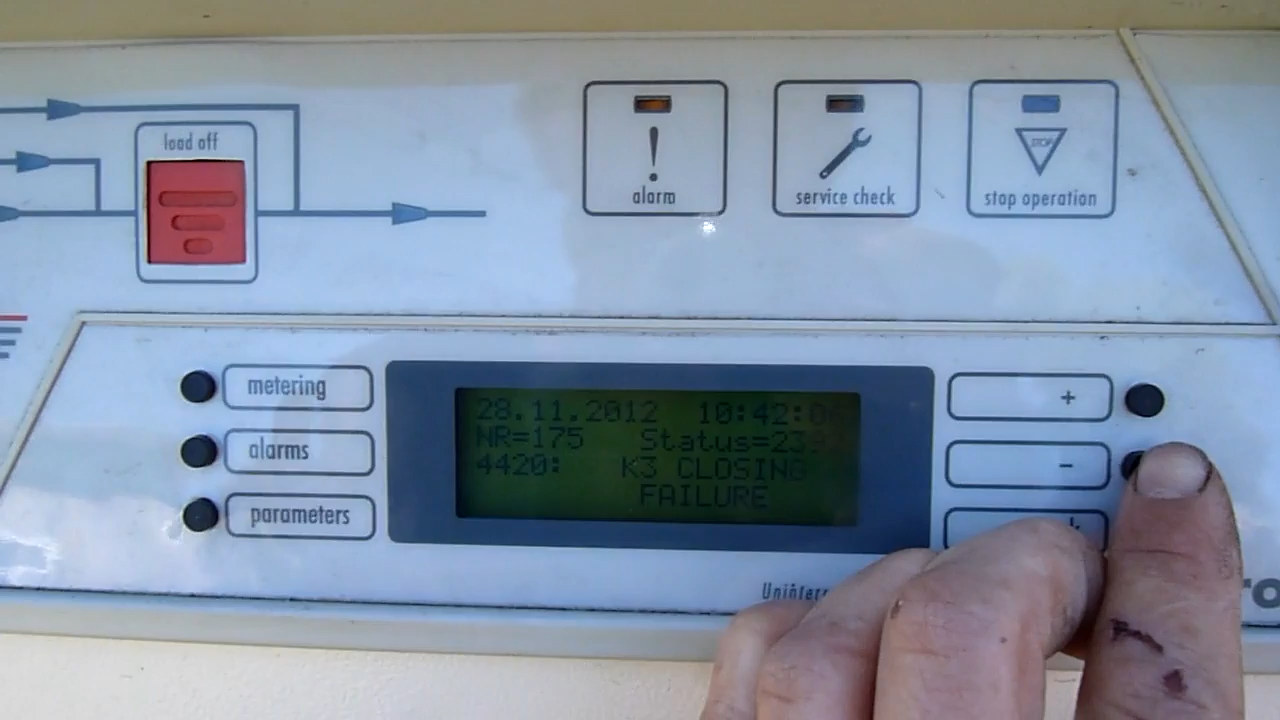 load off
alarm
service check
STOP
stop operation
metering
alarms
parameters
28.11.2012 10:42:0
NR=175 Status=23
4420: K3 CLOSING
FAILURE
+
-